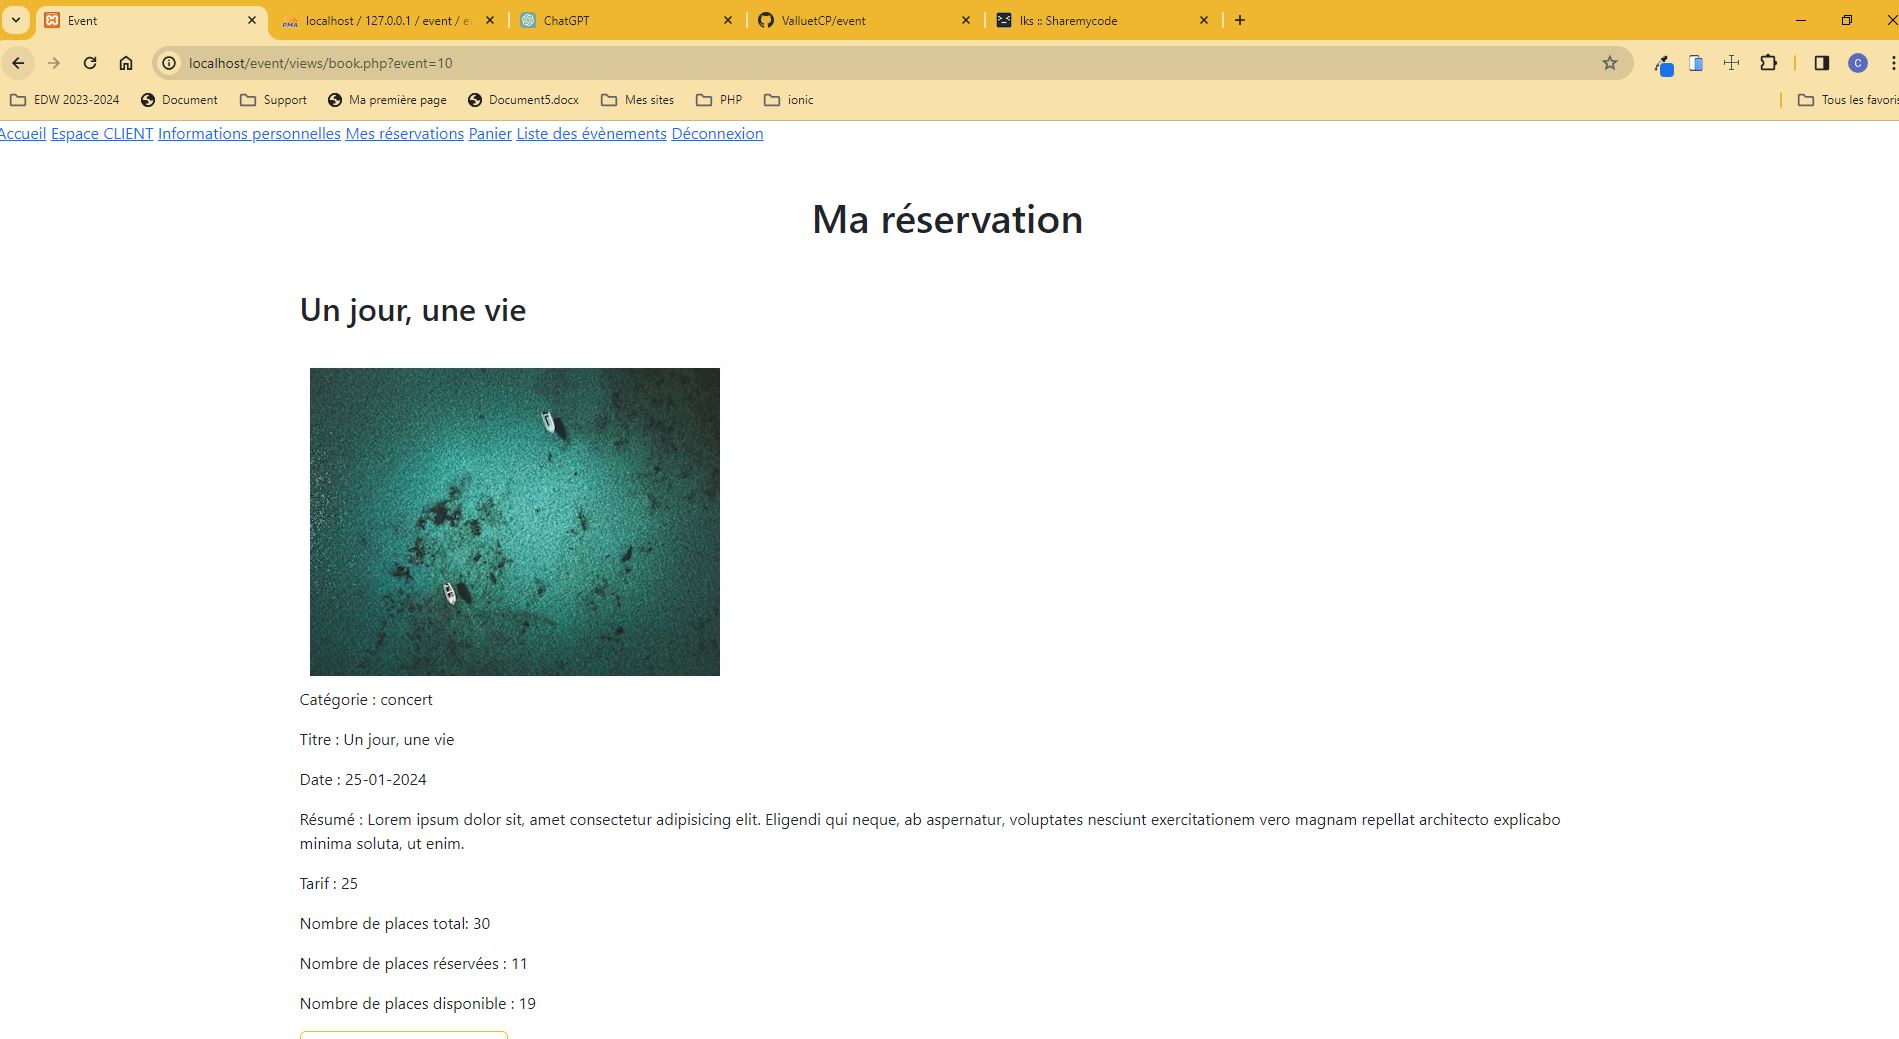 Event
localhost / 127.0.0.1 / event / e
ChatGPT
ValluetCP/event
lks :: Sharemycode
localhost/event/views/book.php?event=10
C
EDW 2023-2024
Document
Support
Ma première page
Document5.docx
Mes sites
PHP
ionic
Tous les favoris
Accueil Espace CLIENT Informations personnelles Mes réservations Panier Liste des évènements Déconnexion
Ma réservation
Un jour, une vie
Catégorie : concert
Titre : Un jour, une vie
Date : 25-01-2024
Résumé : Lorem ipsum dolor sit, amet consectetur adipisicing elit. Eligendi qui neque, ab aspernatur, voluptates nesciunt exercitationem vero magnam repellat architecto explicabo
minima soluta, ut enim.
Tarif : 25
Nombre de places total: 30
Nombre de places réservées : 11
Nombre de places disponible : 19